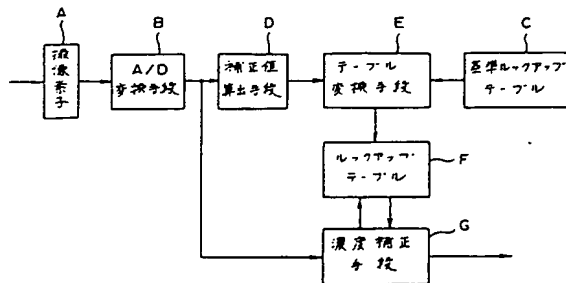 A
B
D
E
C
撮像素子
A/D
変換手段
補正値
算出手段
テーブル
変換手段
基準ルックアップ
テーブル
ルックアップ
テーブル
F
濃度補正
手段
G